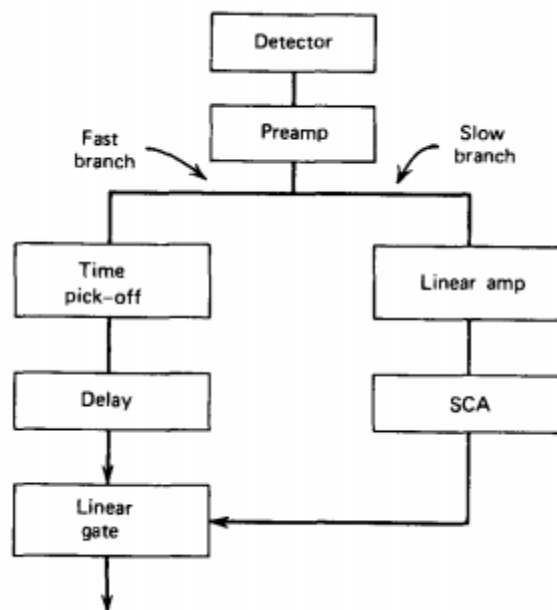 Detector
Preamp
Fast
branch
Slow
branch
Time
pick-off
Linear amp
Delay
SCA
Linear
gate